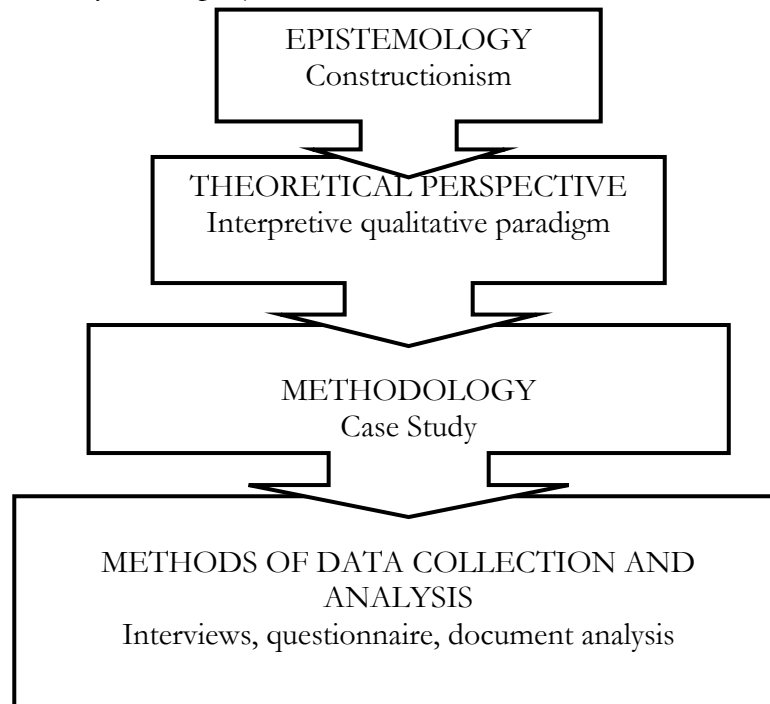 EPISTEMOLOGY
Constructionism
THEORETICAL PERSPECTIVE
Interpretive qualitative paradigm
METHODOLOGY
Case Study
METHODS OF DATA COLLECTION AND
ANALYSIS
Interviews, questionnaire, document analysis